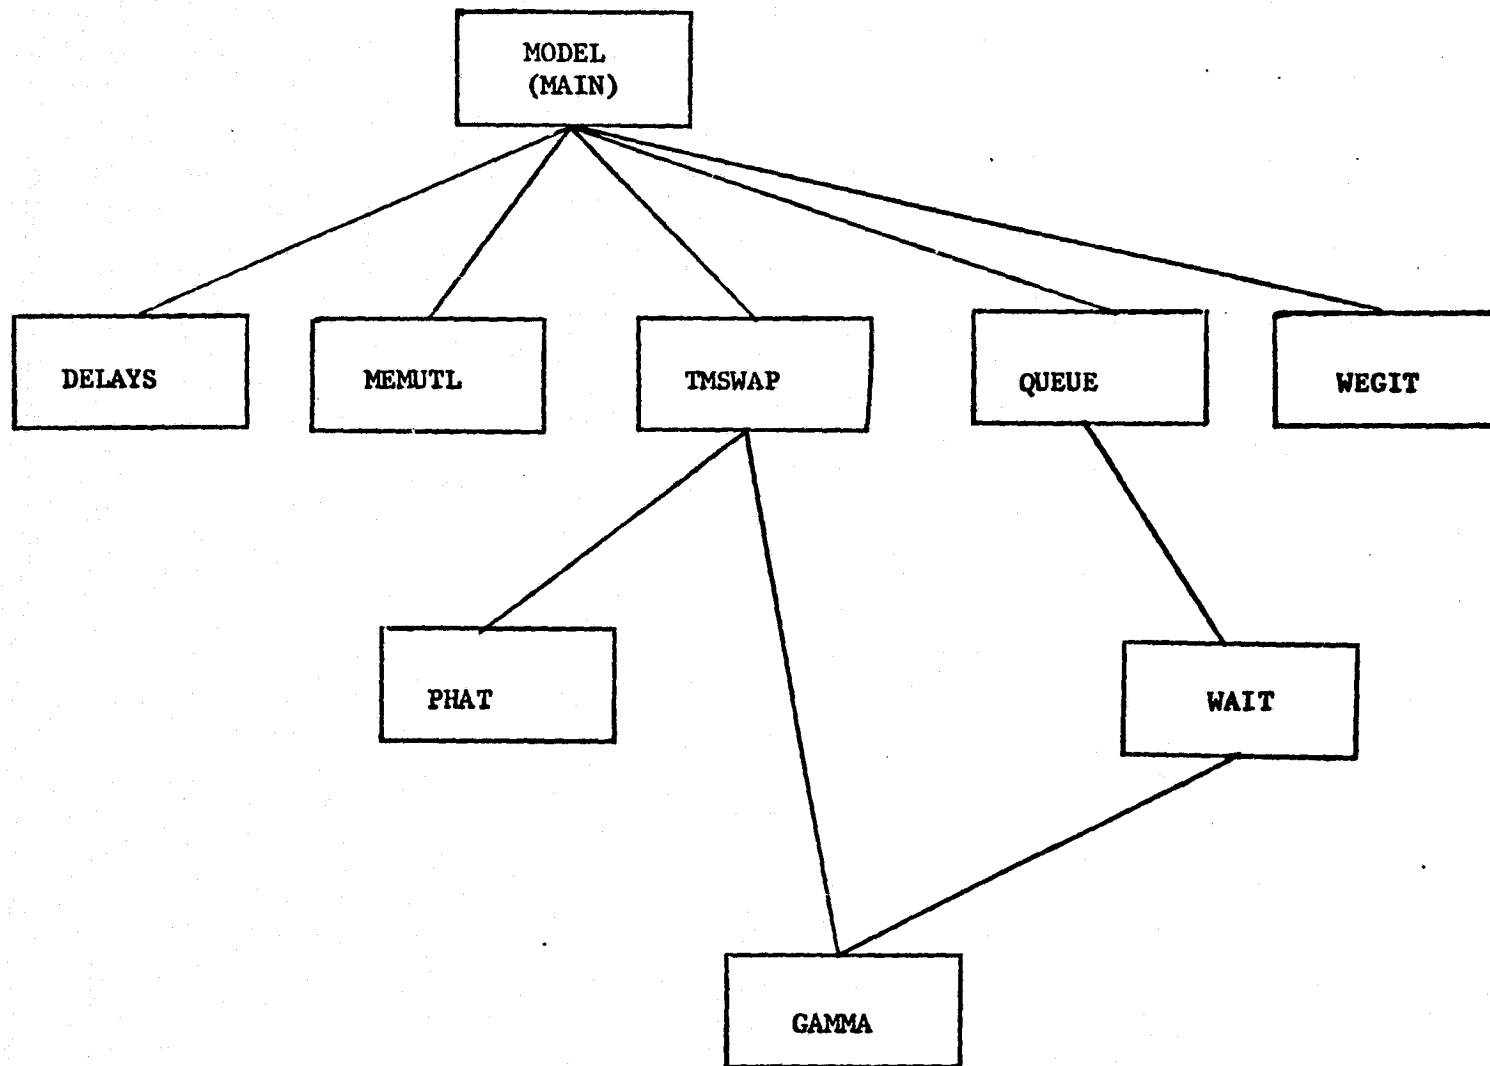 MODEL
(MAIN)
DELAYS
MEMUTL
TMSWAP
QUEUE
WEGIT
PHAT
WAIT
GAMMA